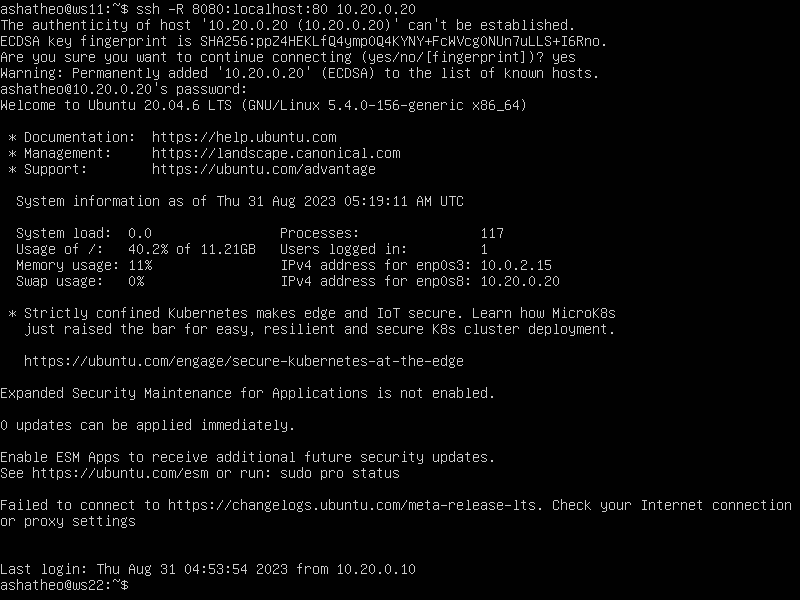 ashatheo@ws11:~$ ssh -R 8080:localhost:80 10.20.0.20
The authenticity of host '10.20.0.20 (10.20.0.20)' can't be established.
ECDSA key fingerprint is SHA256:ppZ4HEKLfQ4ymp0Q4KYNY+FcWVcg0NUn7uLLS+I6Rno.
Are you sure you want to continue connecting (yes/no/[fingerprint])? yes
Warning: Permanently added '10.20.0.20' (ECDSA) to the list of known hosts.
ashatheo@10.20.0.20's password:
Welcome to Ubuntu 20.04.6 LTS (GNU/Linux 5.4.0-156-generic x86_64)

 * Documentation:  https://help.ubuntu.com
 * Management:     https://landscape.canonical.com
 * Support:        https://ubuntu.com/advantage

  System information as of Thu 31 Aug 2023 05:19:11 AM UTC

  System load:  0.0                Processes:               117
  Usage of /:   40.2% of 11.21GB   Users logged in:         1
  Memory usage: 11%                IPv4 address for enp0s3: 10.0.2.15
  Swap usage:   0%                 IPv4 address for enp0s8: 10.20.0.20

 * Strictly confined Kubernetes makes edge and IoT secure. Learn how MicroK8s
   just raised the bar for easy, resilient and secure K8s cluster deployment.

   https://ubuntu.com/engage/secure-kubernetes-at-the-edge

Expanded Security Maintenance for Applications is not enabled.

0 updates can be applied immediately.

Enable ESM Apps to receive additional future security updates.
See https://ubuntu.com/esm or run: sudo pro status

Failed to connect to https://changelogs.ubuntu.com/meta-release-lts. Check your Internet connection
or proxy settings

Last login: Thu Aug 31 04:53:54 2023 from 10.20.0.10
ashatheo@ws22:~$